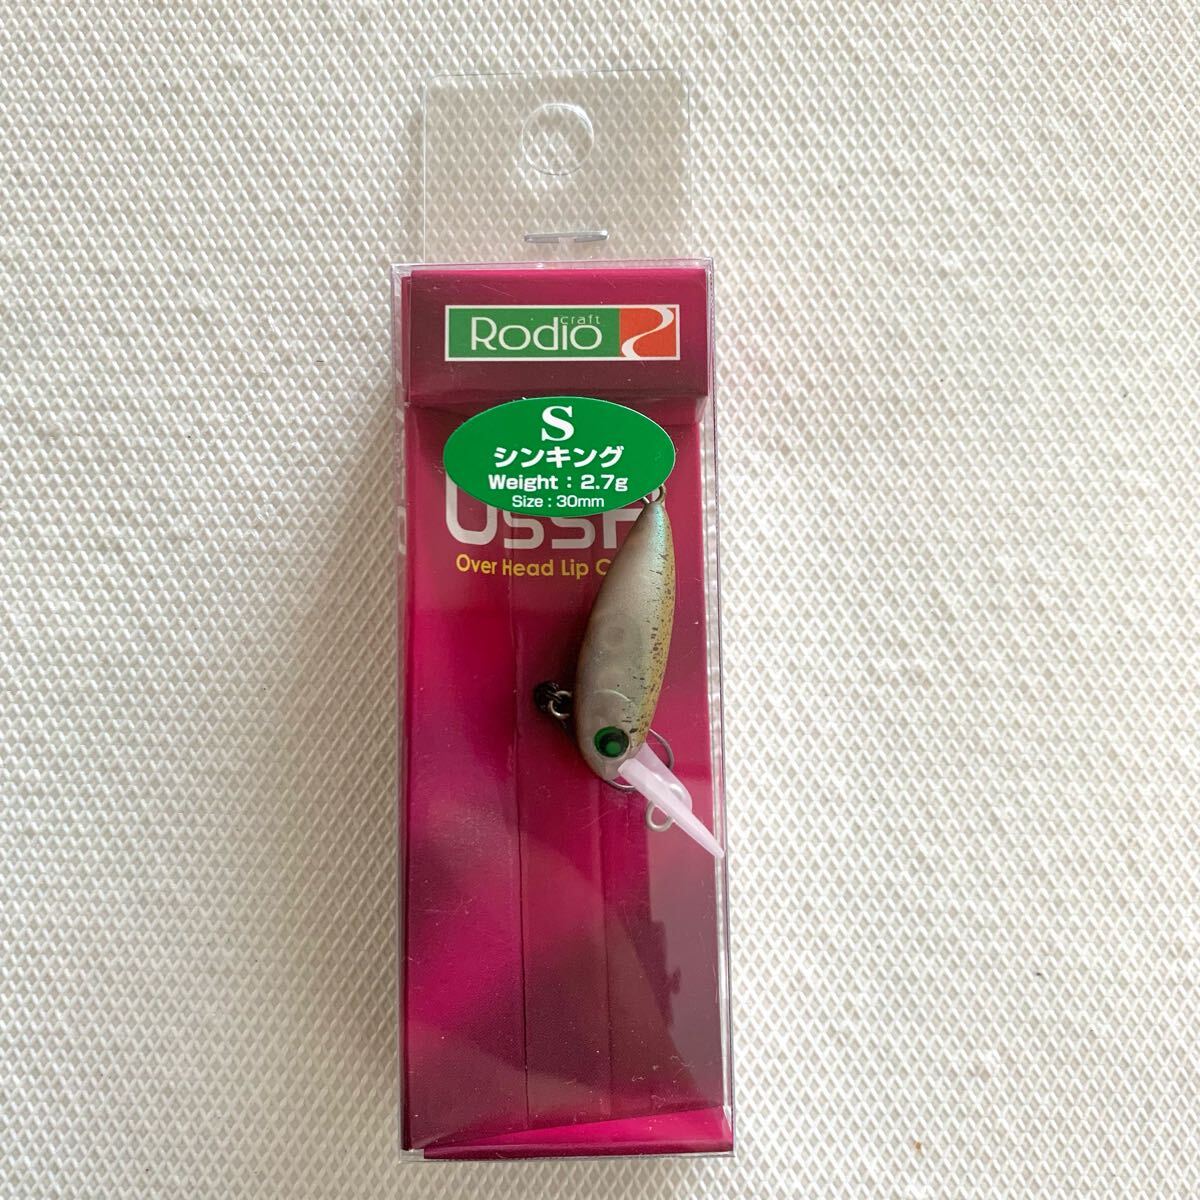 Rodio craft
S
シンキング
Weight : 2.7g
Size : 30mm
Over Head Lip